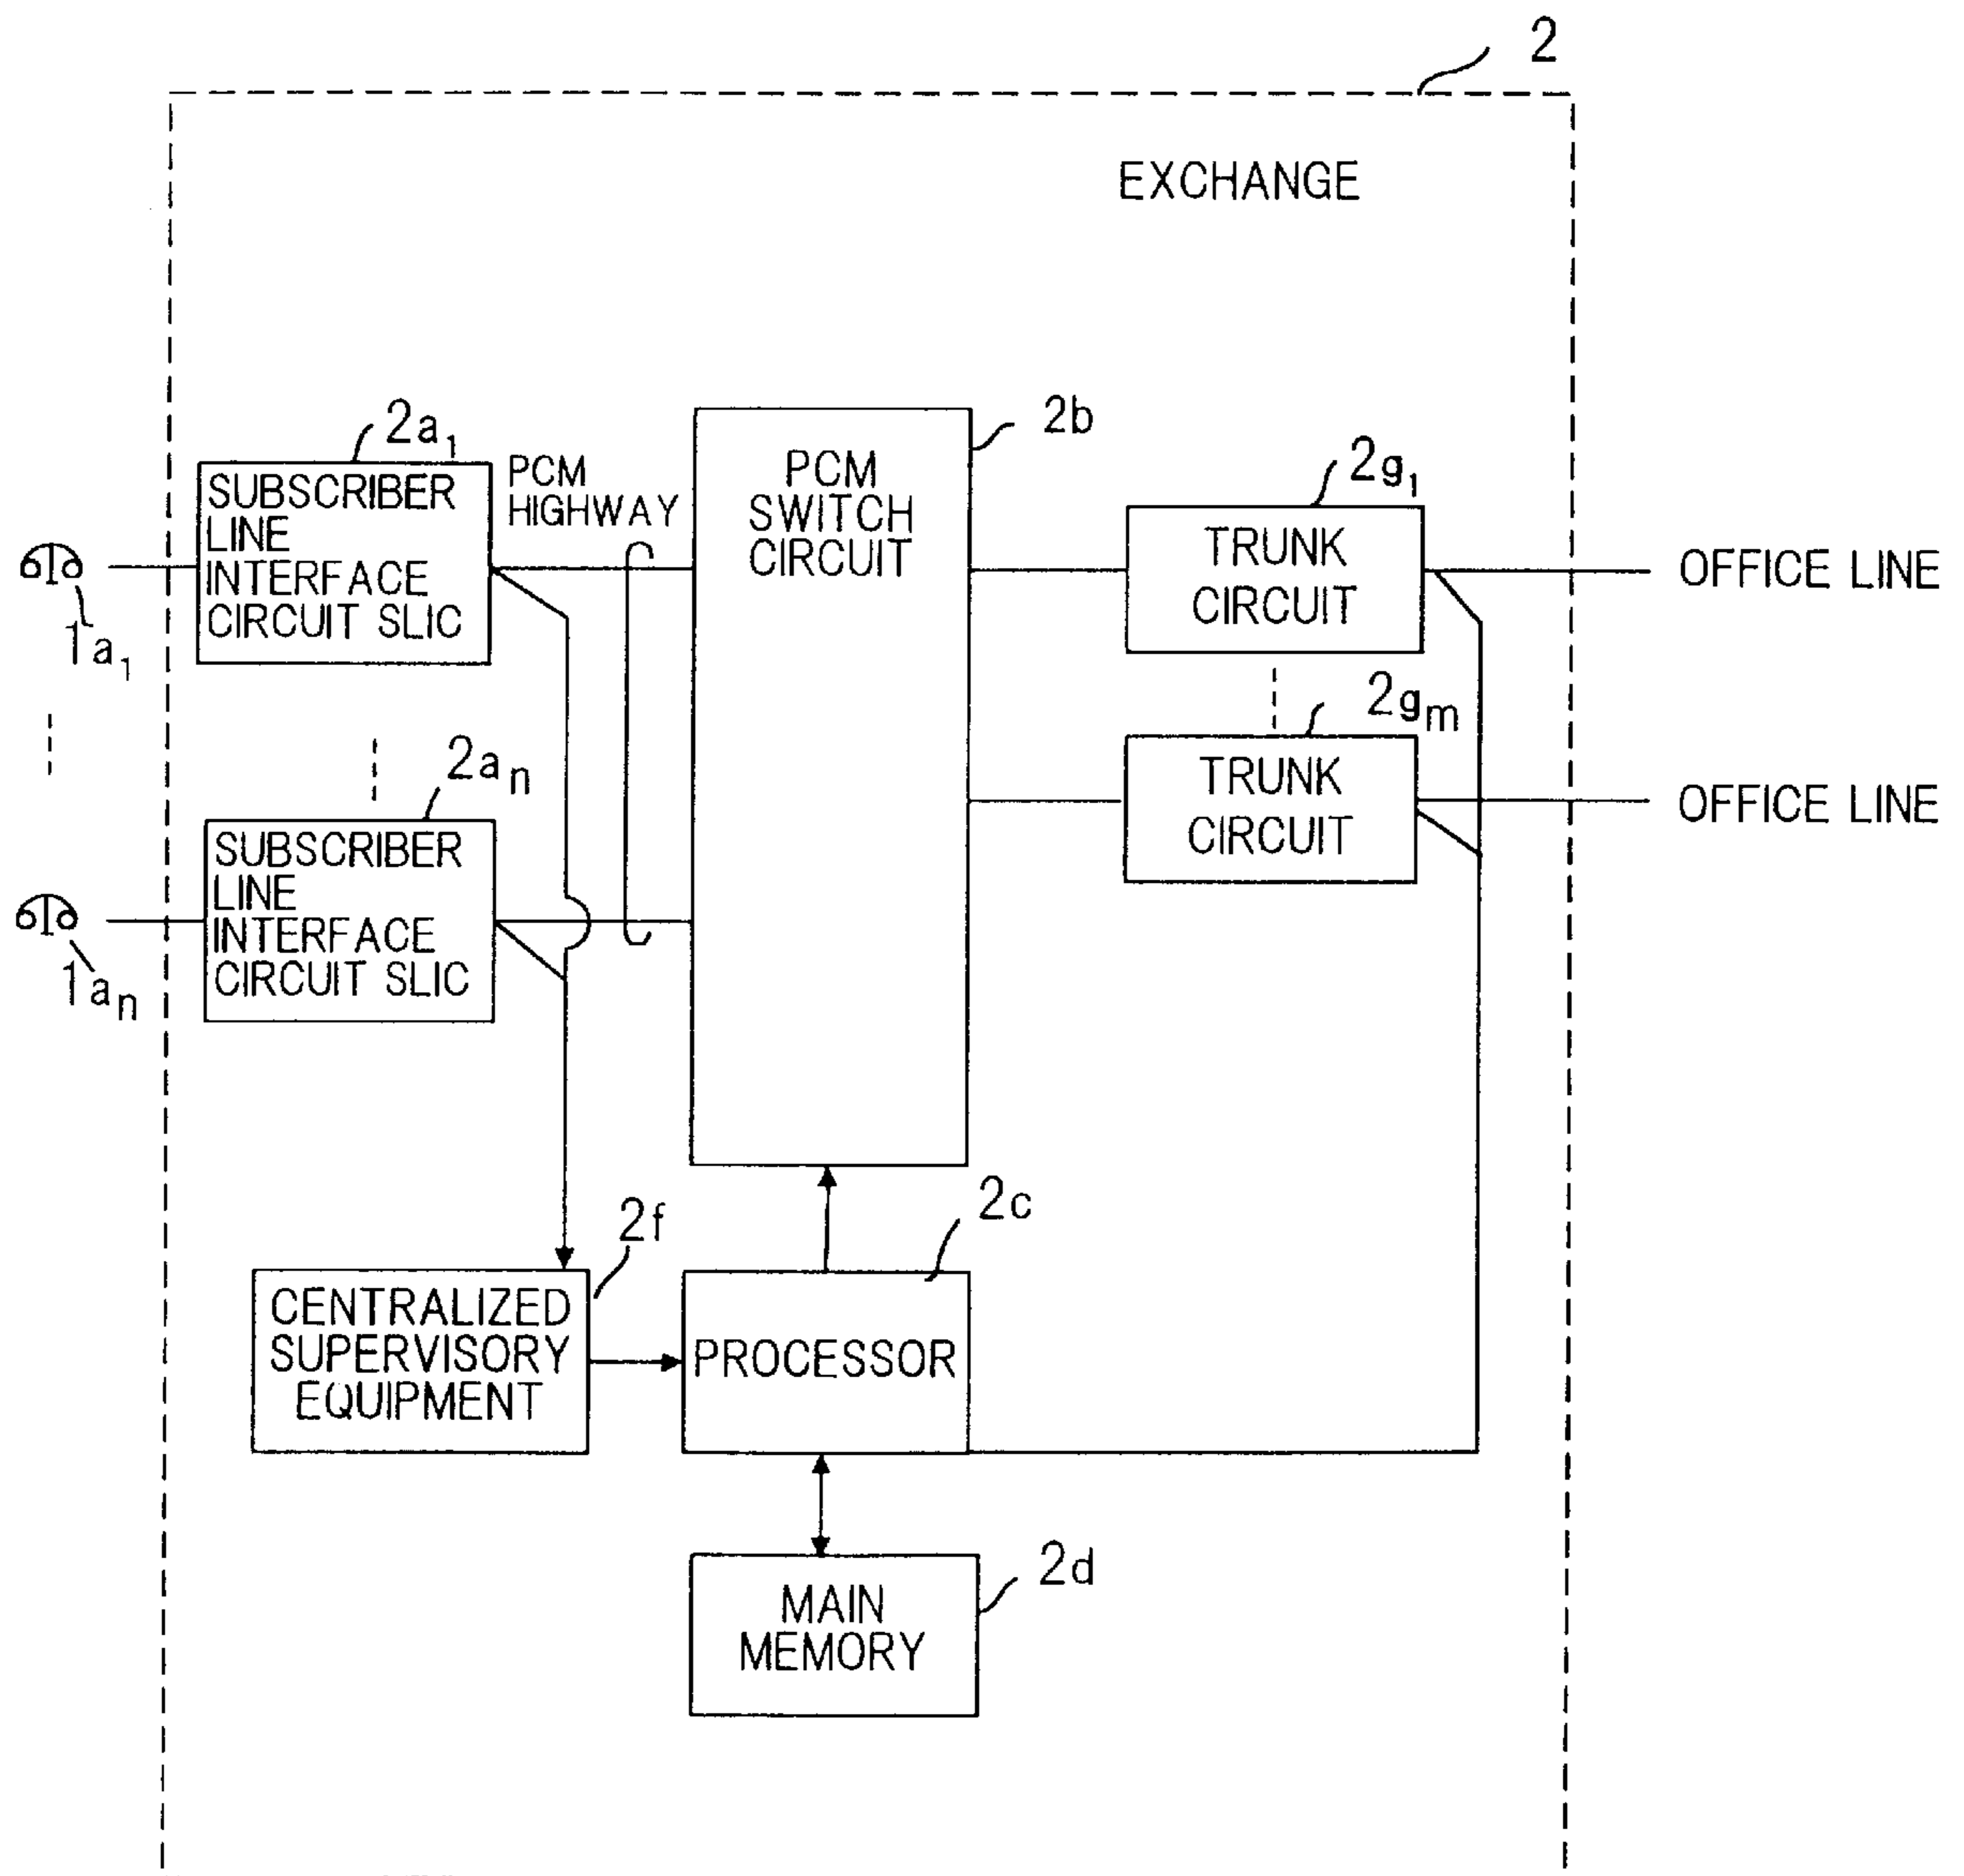 2
EXCHANGE
2a1
SUBSCRIBER
LINE
INTERFACE
CIRCUIT SLIC
PCM
HIGHWAY
PCM
SWITCH
CIRCUIT
2b
2g1
TRUNK
CIRCUIT
OFFICE LINE
1a1
2gm
TRUNK
CIRCUIT
OFFICE LINE
2an
SUBSCRIBER
LINE
INTERFACE
CIRCUIT SLIC
1an
2f
CENTRALIZED
SUPERVISORY
EQUIPMENT
2c
PROCESSOR
2d
MAIN
MEMORY